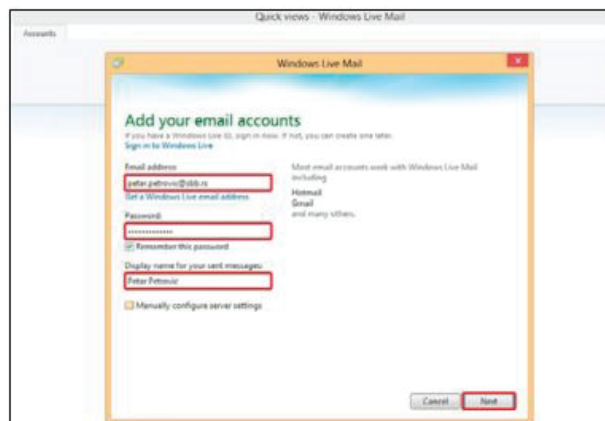 Quick views - Windows Live Mail
Accounts
Windows Live Mail
Add your email accounts
If you have a Windows Live ID, sign in now. If not, you can create one later.
Sign in to Windows Live
Email address:
petar.petrovic@sbb.rs
Get a Windows Live email address
Password:
•••••••••••••
Remember this password
Display name for your sent messages:
Petar Petrovic
Manually configure server settings
Most email accounts work with Windows Live Mail
including
Hotmail
Gmail
and many others.
Cancel
Next